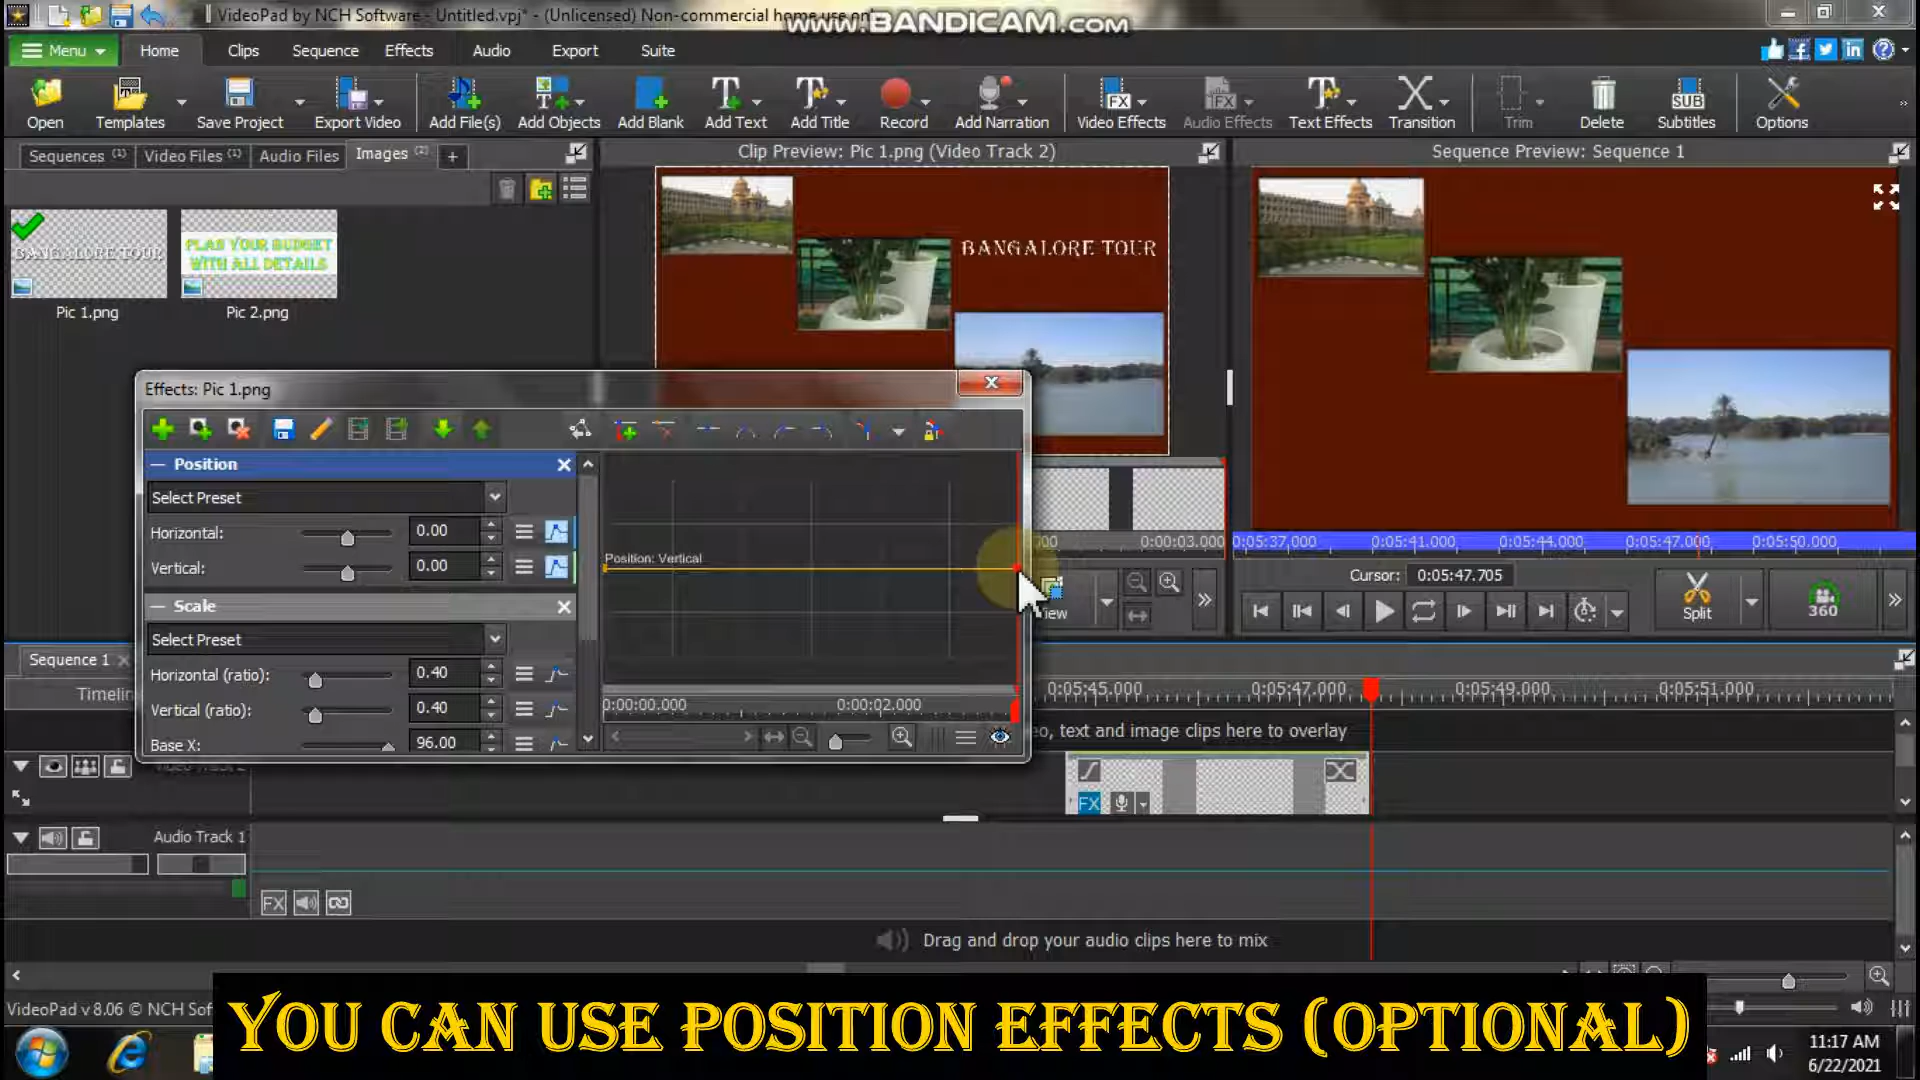 VideoPad by NCH Software - Untitled.vpj* - (Unlicensed) Non-commercial home use only
www.BANDICAM.com
Menu
Home
Clips
Sequence
Effects
Audio
Export
Suite
Open
Templates
Save Project
Export Video
Add File(s)
Add Objects
Add Blank
Add Text
Add Title
Record
Add Narration
Video Effects
Audio Effects
Text Effects
Transition
Trim
Delete
Subtitles
Options
Sequences (1)
Video Files (1)
Audio Files
Images (2)
Clip Preview: Pic 1.png (Video Track 2)
Sequence Preview: Sequence 1
BANGALORE TOUR
PLAN YOUR BUDGET
WITH ALL DETAILS
Pic 1.png
Pic 2.png
BANGALORE TOUR
Effects: Pic 1.png
Position
Select Preset
Horizontal:
0.00
Vertical:
0.00
Scale
Select Preset
Horizontal (ratio):
0.40
Vertical (ratio):
0.40
Base X:
96.00
Position: Vertical
0:00:00.000
0:00:02.000
0:00:03.000
0:05:37.000
0:05:41.000
0:05:44.000
0:05:47.000
0:05:50.000
Cursor:
0:05:47.705
Split
360
Sequence 1
0:05:45.000
0:05:47.000
0:05:49.000
0:05:51.000
text and image clips here to overlay
FX
Audio Track 1
FX
Drag and drop your audio clips here to mix
VideoPad v 8.06 © NCH
YOU CAN USE POSITION EFFECTS (OPTIONAL)
11:17 AM
6/22/2021